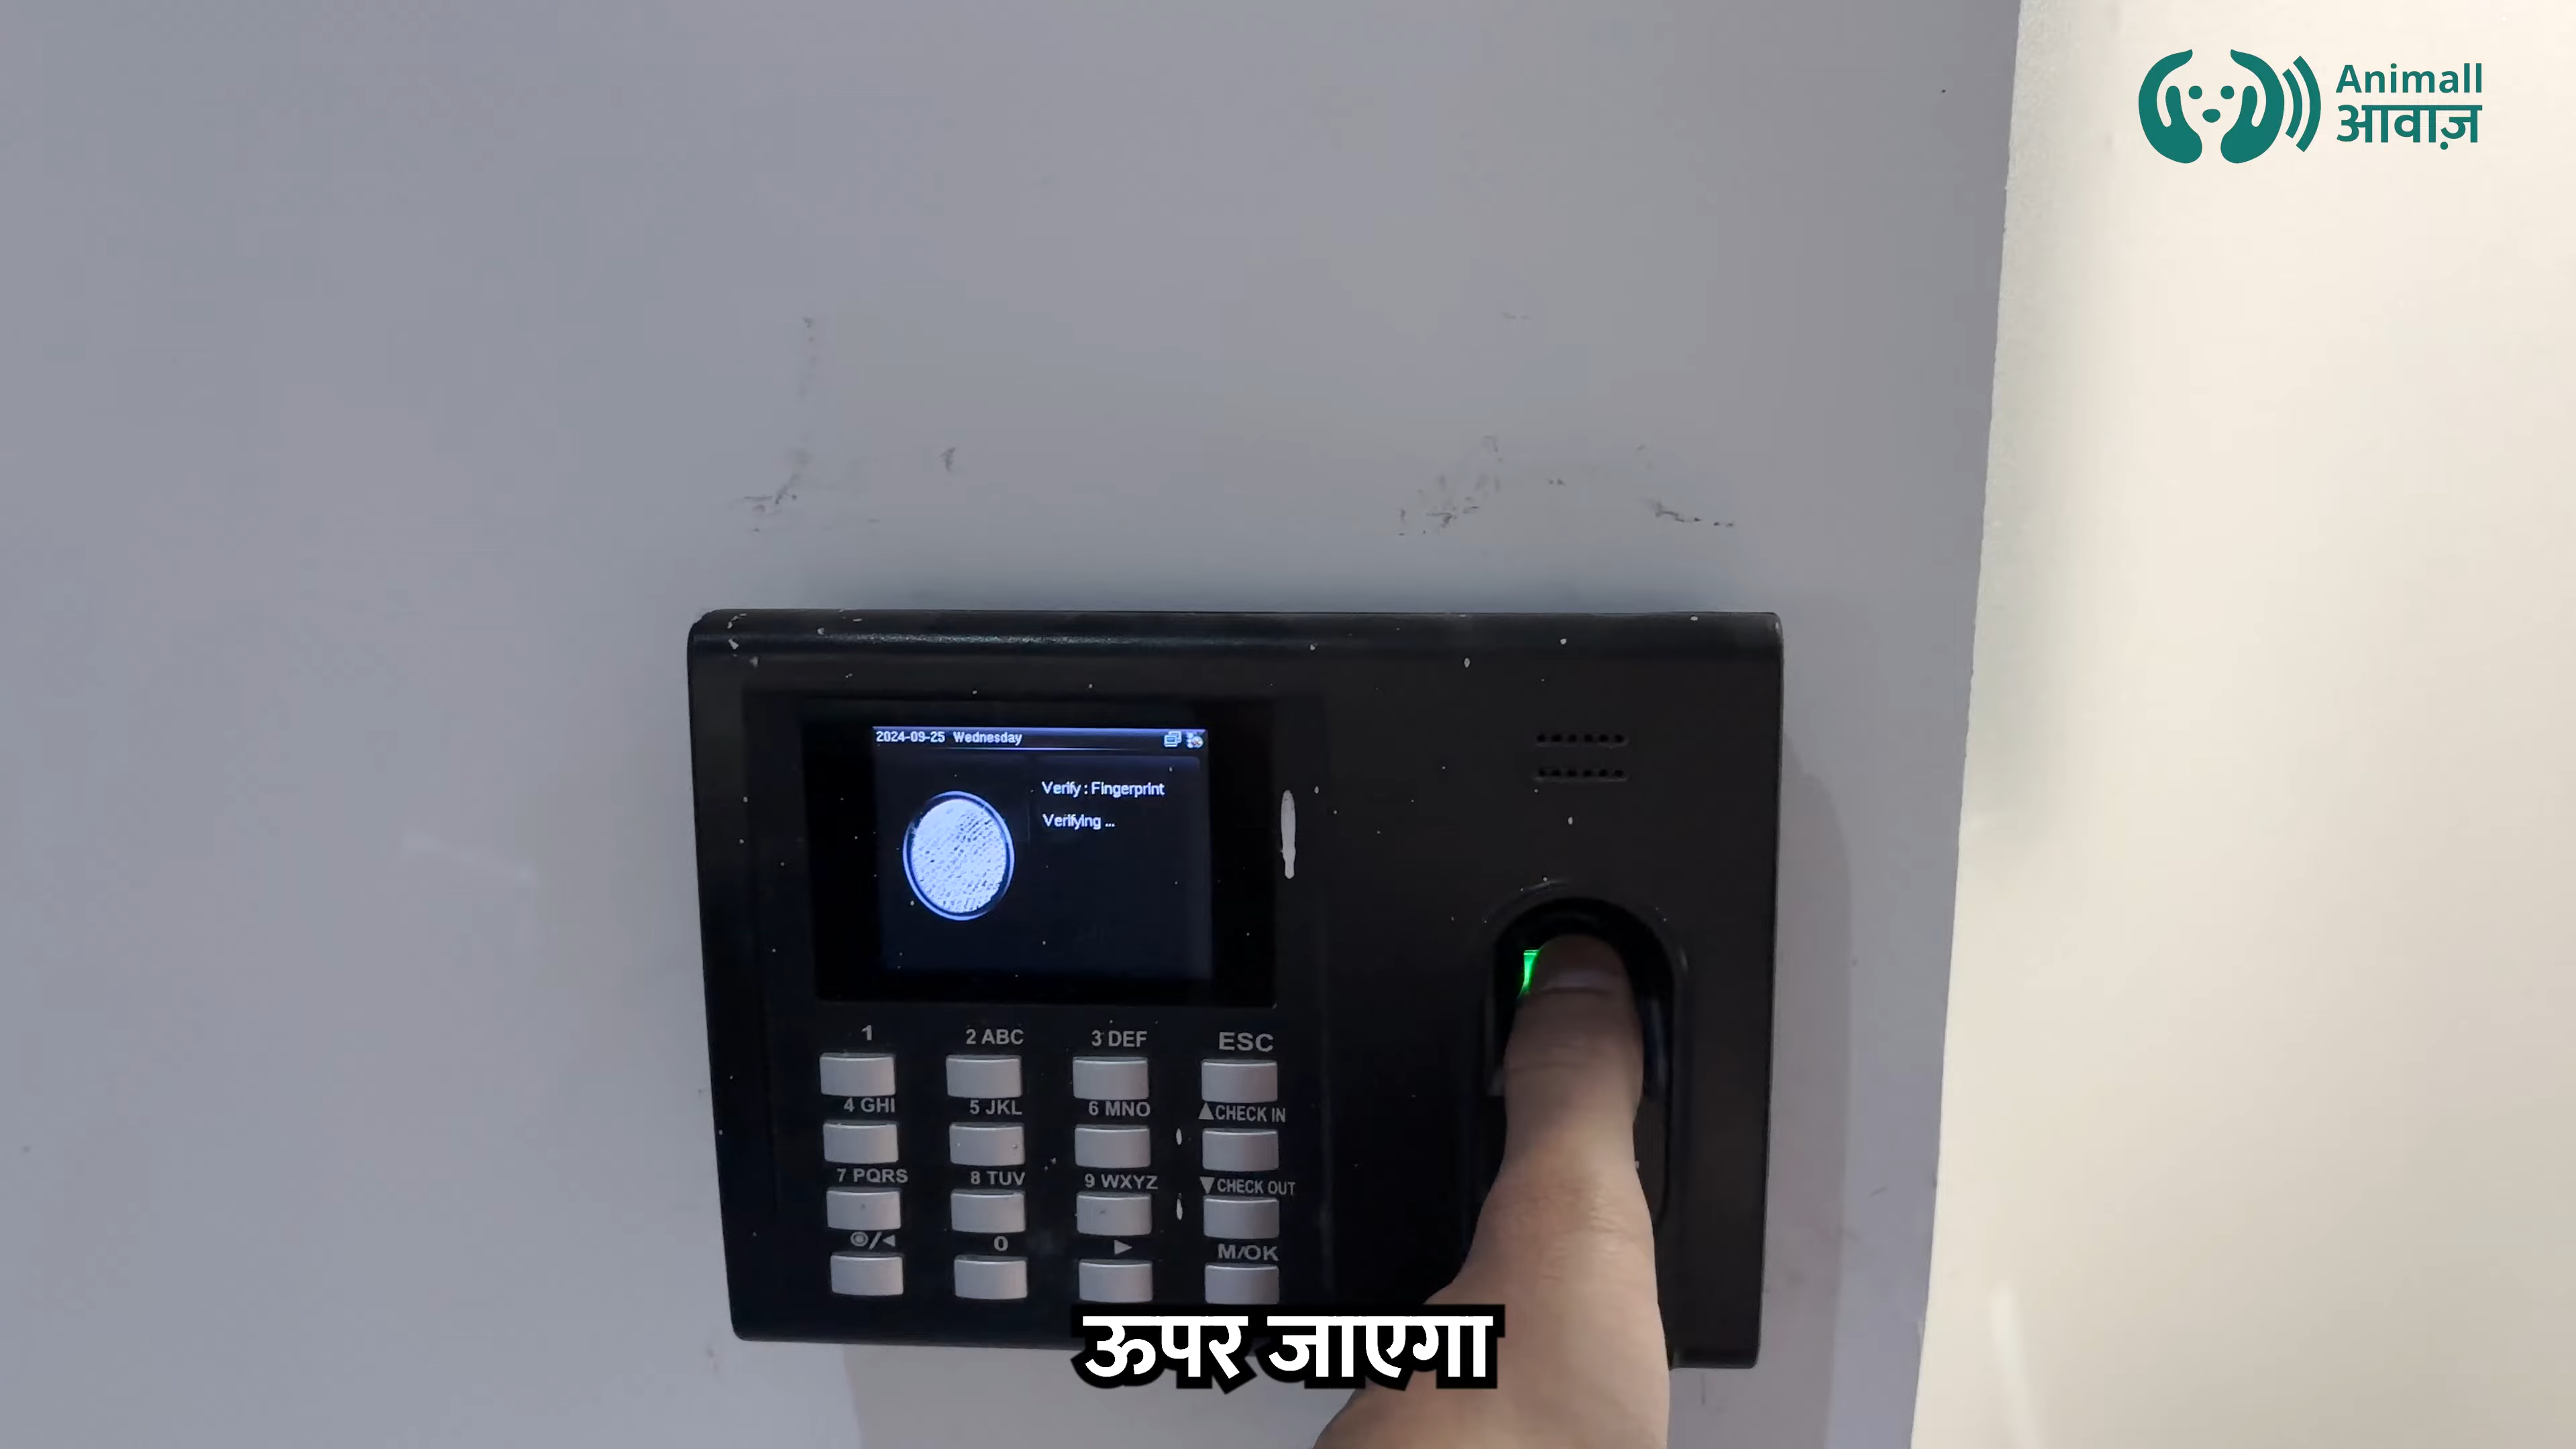 Animall
आवाज़
2024-09-25 Wednesday
Verify : Fingerprint
Verifying ...
1 2 ABC 3 DEF ESC
4 GHI 5 JKL 6 MNO ▲CHECK IN
7 PQRS 8 TUV 9 WXYZ ▼CHECK OUT
◉/◀ 0 ▶ M/OK
ऊपर जाएगा